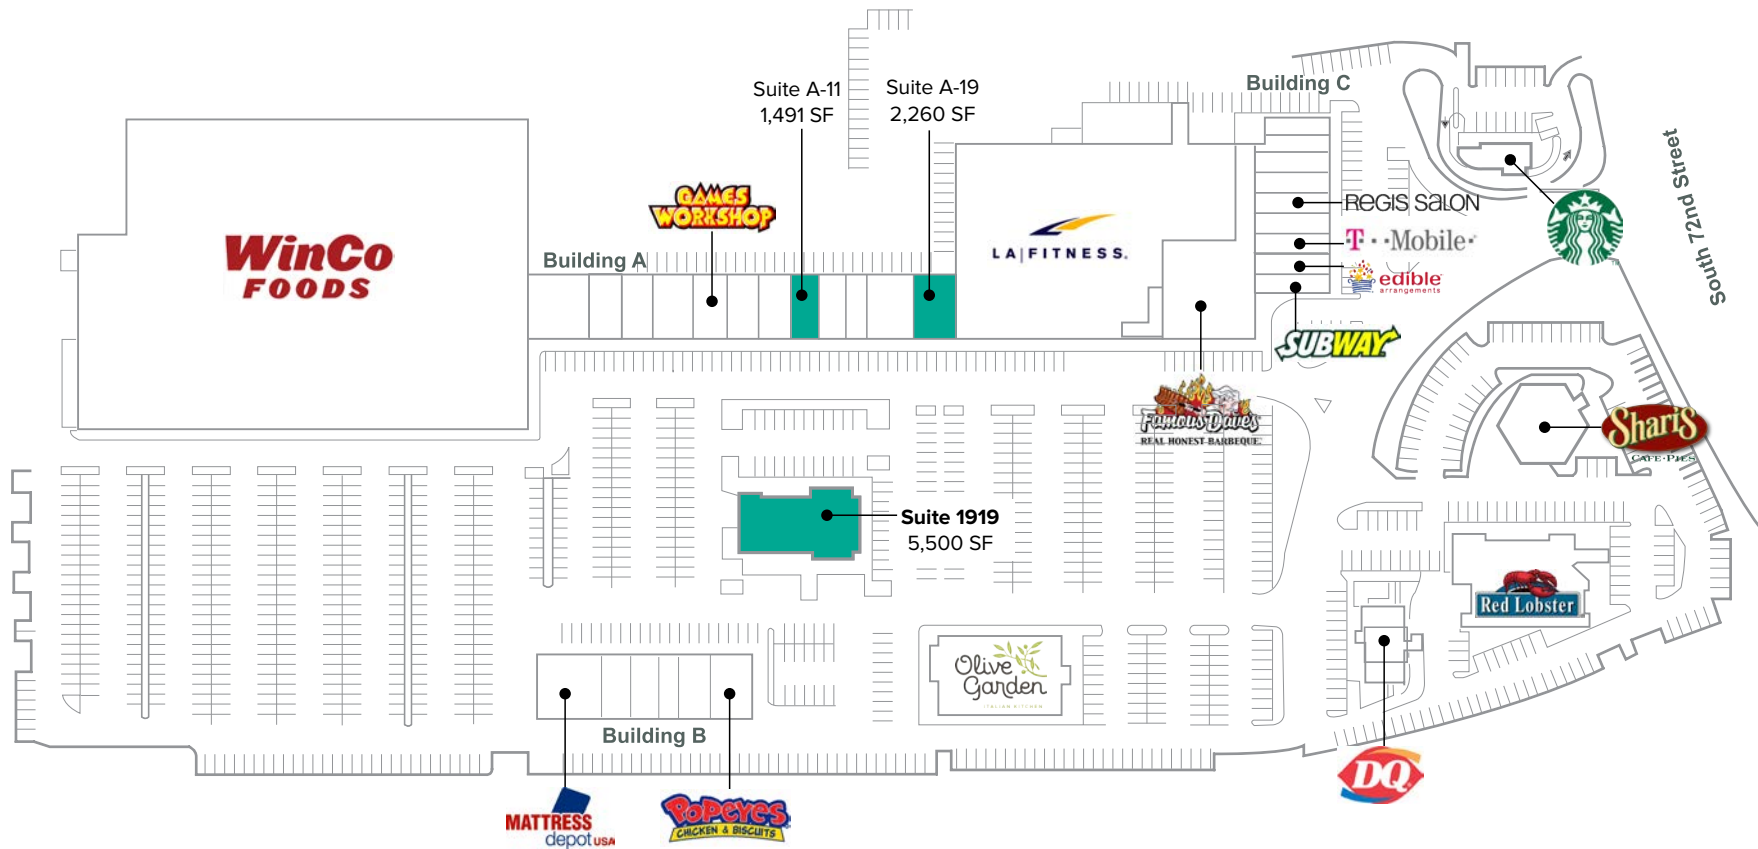 Building C
Suite A-11
1,491 SF
Suite A-19
2,260 SF
South 72nd Street
WinCo
FOODS
GAMES
WORKSHOP
Building A
LA|FITNESS.
REGIS SALON
T··Mobile·
edible
arrangements
SUBWAY
Famous Dave's
REAL HONEST BARBEQUE
Shari's
CAFE·PIES
Suite 1919
5,500 SF
Red Lobster
Olive
Garden
ITALIAN KITCHEN
Building B
DQ
MATTRESS
depot USA
POPEYES
CHICKEN & BISCUITS